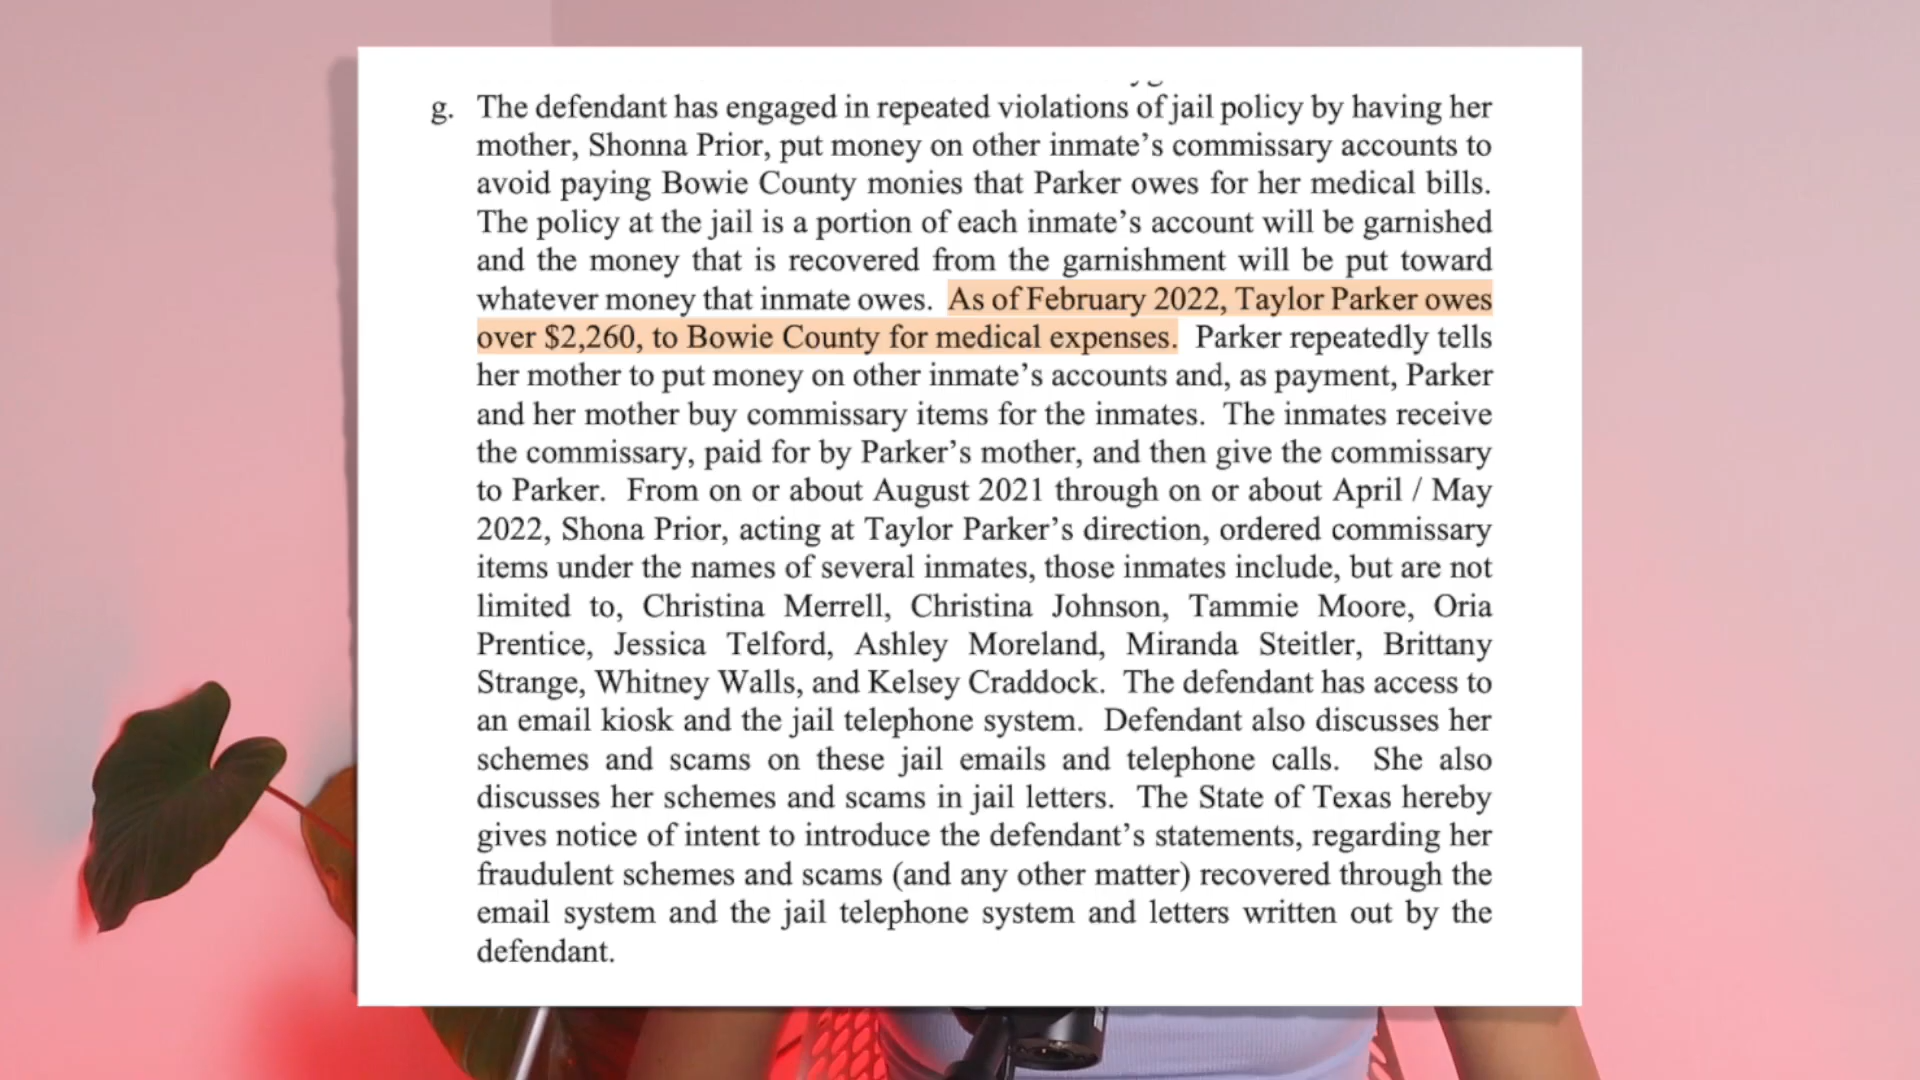 g. The defendant has engaged in repeated violations of jail policy by having her
mother, Shonna Prior, put money on other inmate's commissary accounts to
avoid paying Bowie County monies that Parker owes for her medical bills.
The policy at the jail is a portion of each inmate's account will be garnished
and the money that is recovered from the garnishment will be put toward
whatever money that inmate owes. As of February 2022, Taylor Parker owes
over $2,260, to Bowie County for medical expenses. Parker repeatedly tells
her mother to put money on other inmate's accounts and, as payment, Parker
and her mother buy commissary items for the inmates. The inmates receive
the commissary, paid for by Parker's mother, and then give the commissary
to Parker. From on or about August 2021 through on or about April / May
2022, Shona Prior, acting at Taylor Parker's direction, ordered commissary
items under the names of several inmates, those inmates include, but are not
limited to, Christina Merrell, Christina Johnson, Tammie Moore, Oria
Prentice, Jessica Telford, Ashley Moreland, Miranda Steitler, Brittany
Strange, Whitney Walls, and Kelsey Craddock. The defendant has access to
an email kiosk and the jail telephone system. Defendant also discusses her
schemes and scams on these jail emails and telephone calls. She also
discusses her schemes and scams in jail letters. The State of Texas hereby
gives notice of intent to introduce the defendant's statements, regarding her
fraudulent schemes and scams (and any other matter) recovered through the
email system and the jail telephone system and letters written out by the
defendant.